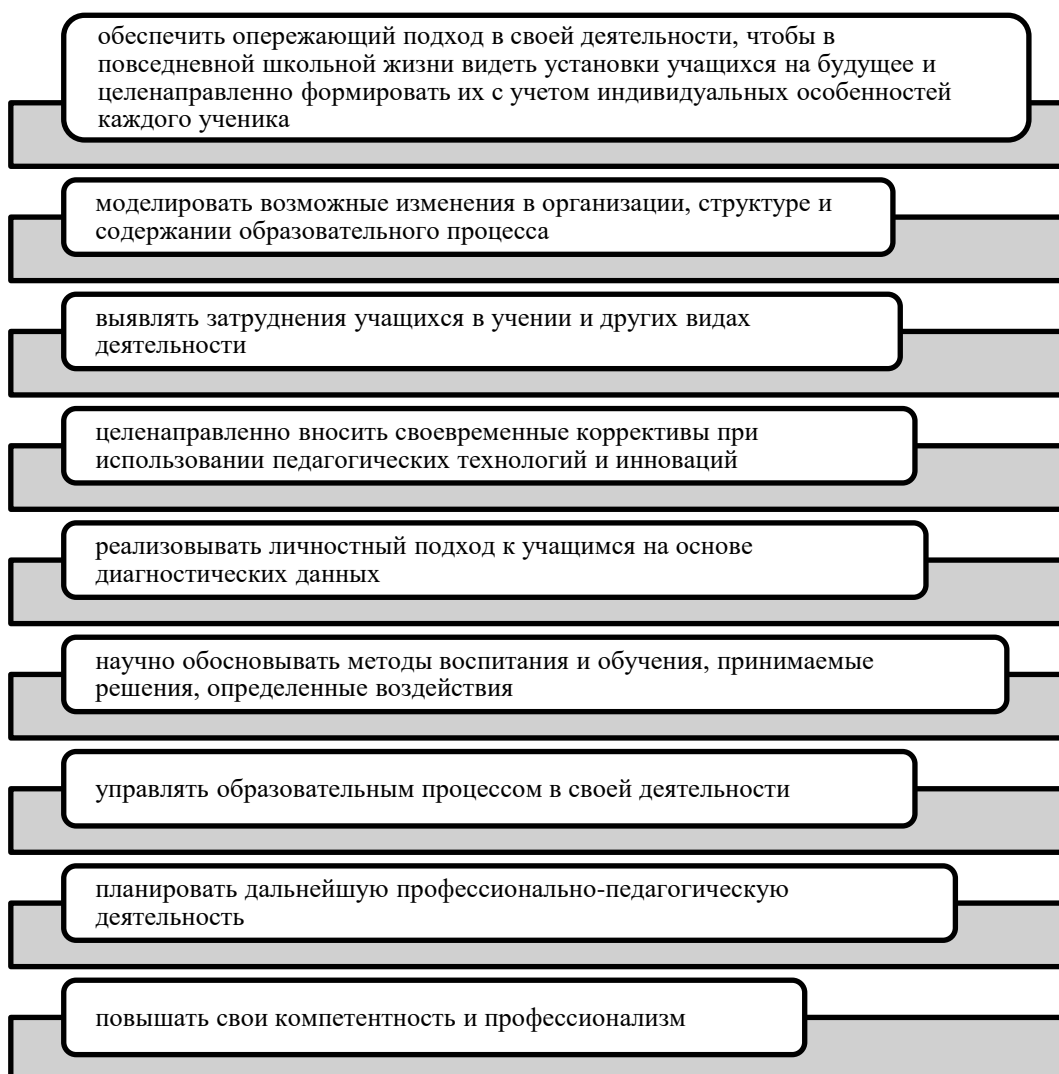 обеспечить опережающий подход в своей деятельности, чтобы в
повседневной школьной жизни видеть установки учащихся на будущее и
целенаправленно формировать их с учетом индивидуальных особенностей
каждого ученика
моделировать возможные изменения в организации, структуре и
содержании образовательного процесса
выявлять затруднения учащихся в учении и других видах
деятельности
целенаправленно вносить своевременные коррективы при
использовании педагогических технологий и инноваций
реализовывать личностный подход к учащимся на основе
диагностических данных
научно обосновывать методы воспитания и обучения, принимаемые
решения, определенные воздействия
управлять образовательным процессом в своей деятельности
планировать дальнейшую профессионально-педагогическую
деятельность
повышать свои компетентность и профессионализм